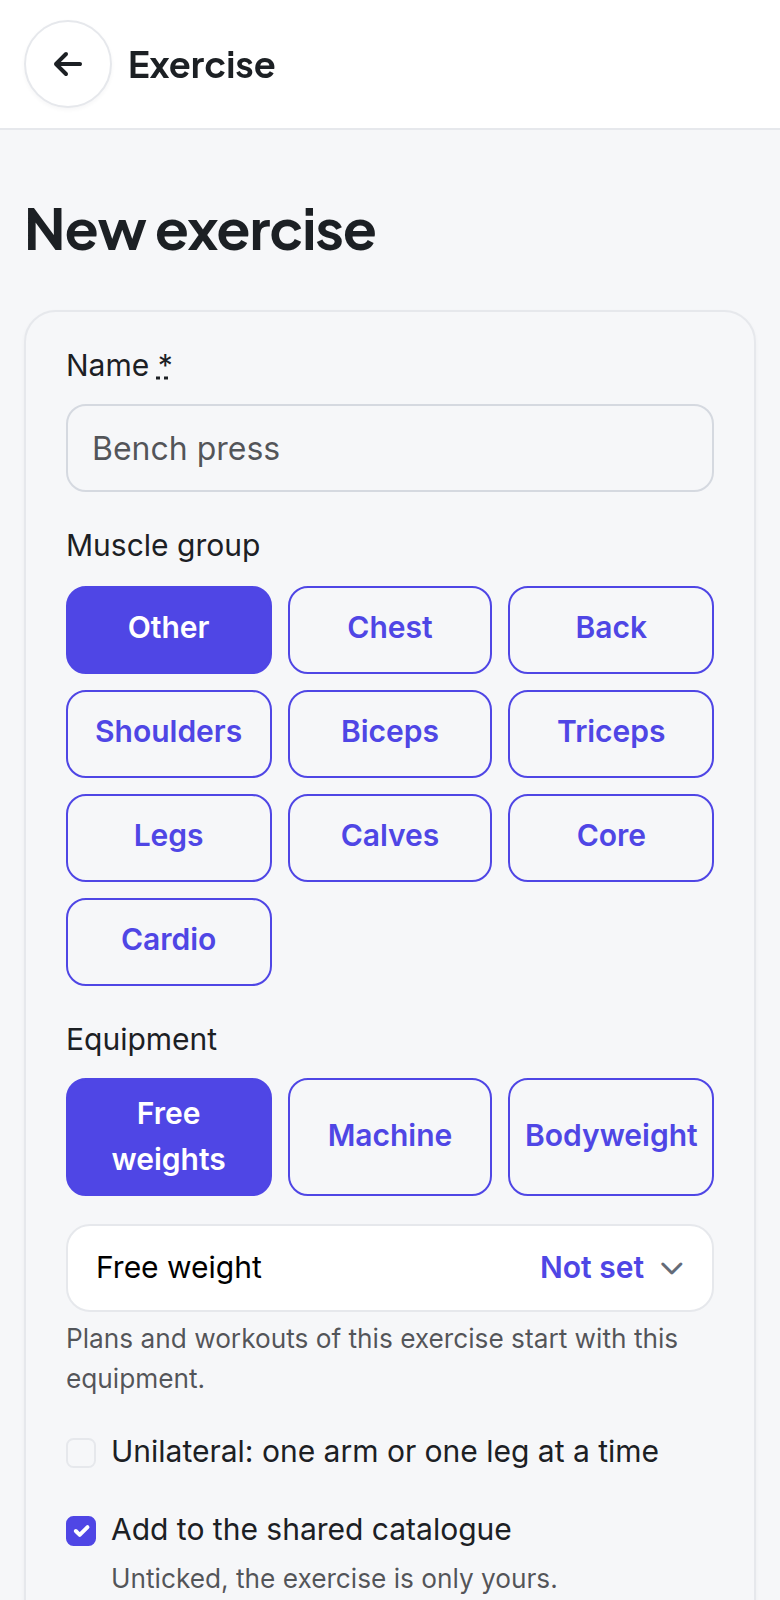 Exercise
New exercise
Name *
Bench press
Muscle group
Other
Chest
Back
Shoulders
Biceps
Triceps
Legs
Calves
Core
Cardio
Equipment
Free
weights
Machine
Bodyweight
Free weight
Not set
Plans and workouts of this exercise start with this
equipment.
Unilateral: one arm or one leg at a time
Add to the shared catalogue
Unticked, the exercise is only yours.